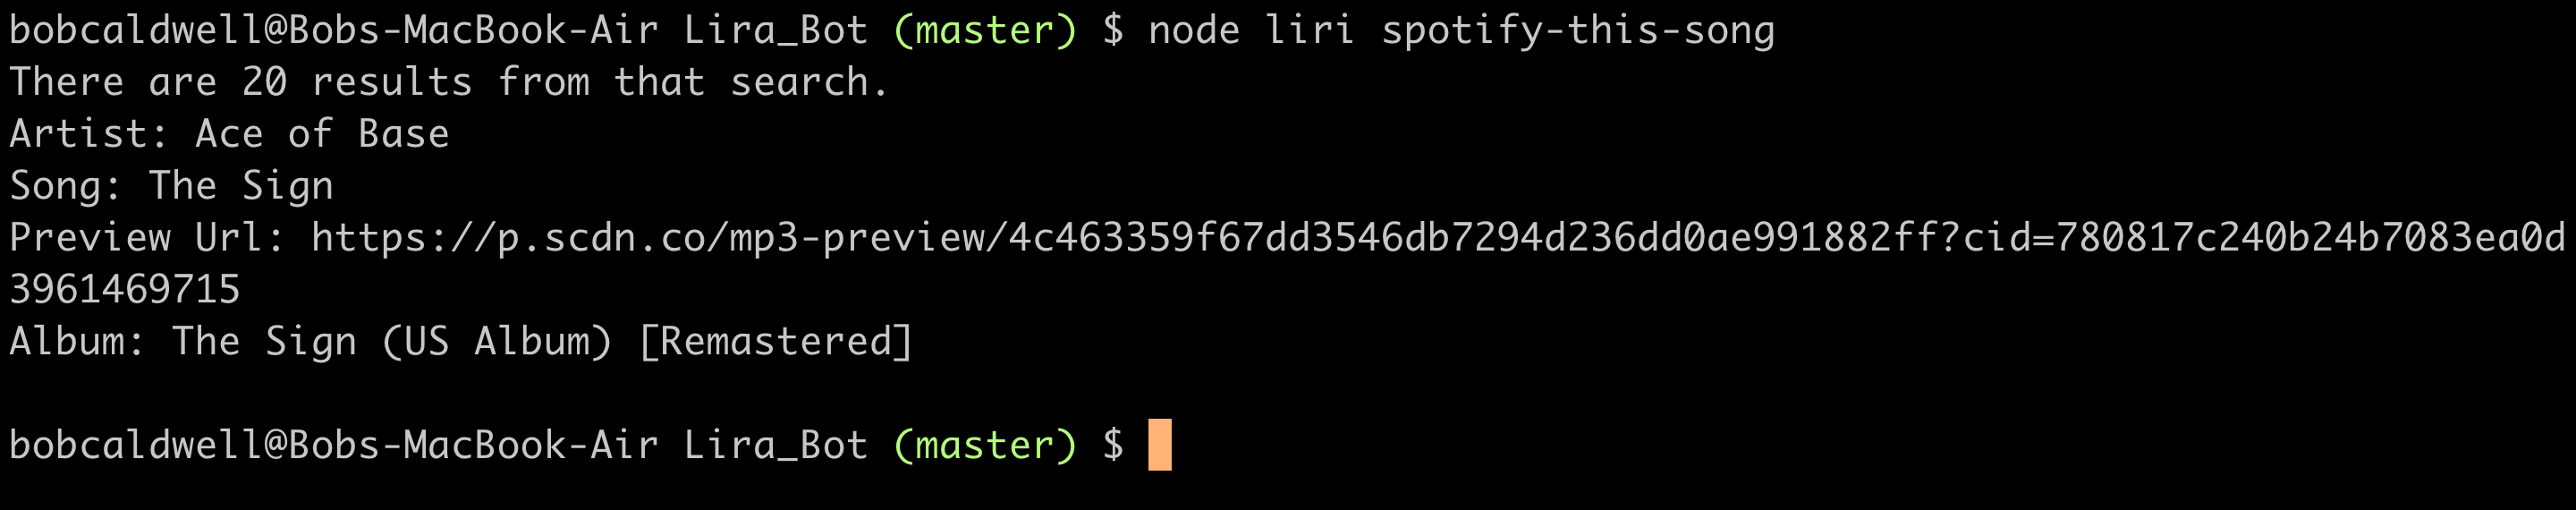 bobcaldwell@Bobs-MacBook-Air Lira_Bot (master) $ node liri spotify-this-song
There are 20 results from that search.
Artist: Ace of Base
Song: The Sign
Preview Url: https://p.scdn.co/mp3-preview/4c463359f67dd3546db7294d236dd0ae991882ff?cid=780817c240b24b7083ea0d
3961469715
Album: The Sign (US Album) [Remastered]
bobcaldwell@Bobs-MacBook-Air Lira_Bot (master) $